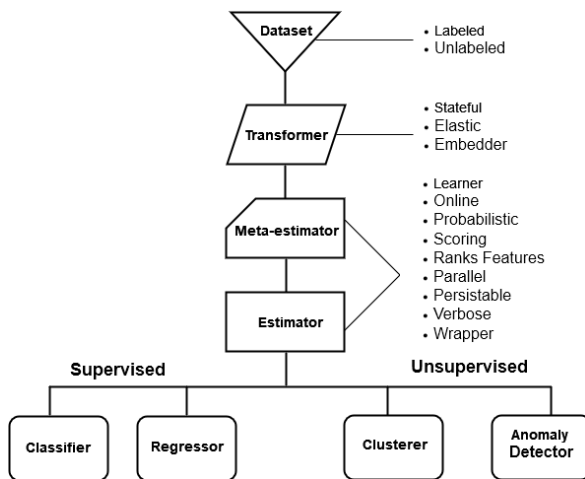 Dataset
• Labeled
• Unlabeled
Transformer
• Stateful
• Elastic
• Embedder
Meta-estimator
Estimator
• Learner
• Online
• Probabilistic
• Scoring
• Ranks Features
• Parallel
• Persistable
• Verbose
• Wrapper
Supervised
Unsupervised
Classifier
Regressor
Clusterer
Anomaly
Detector